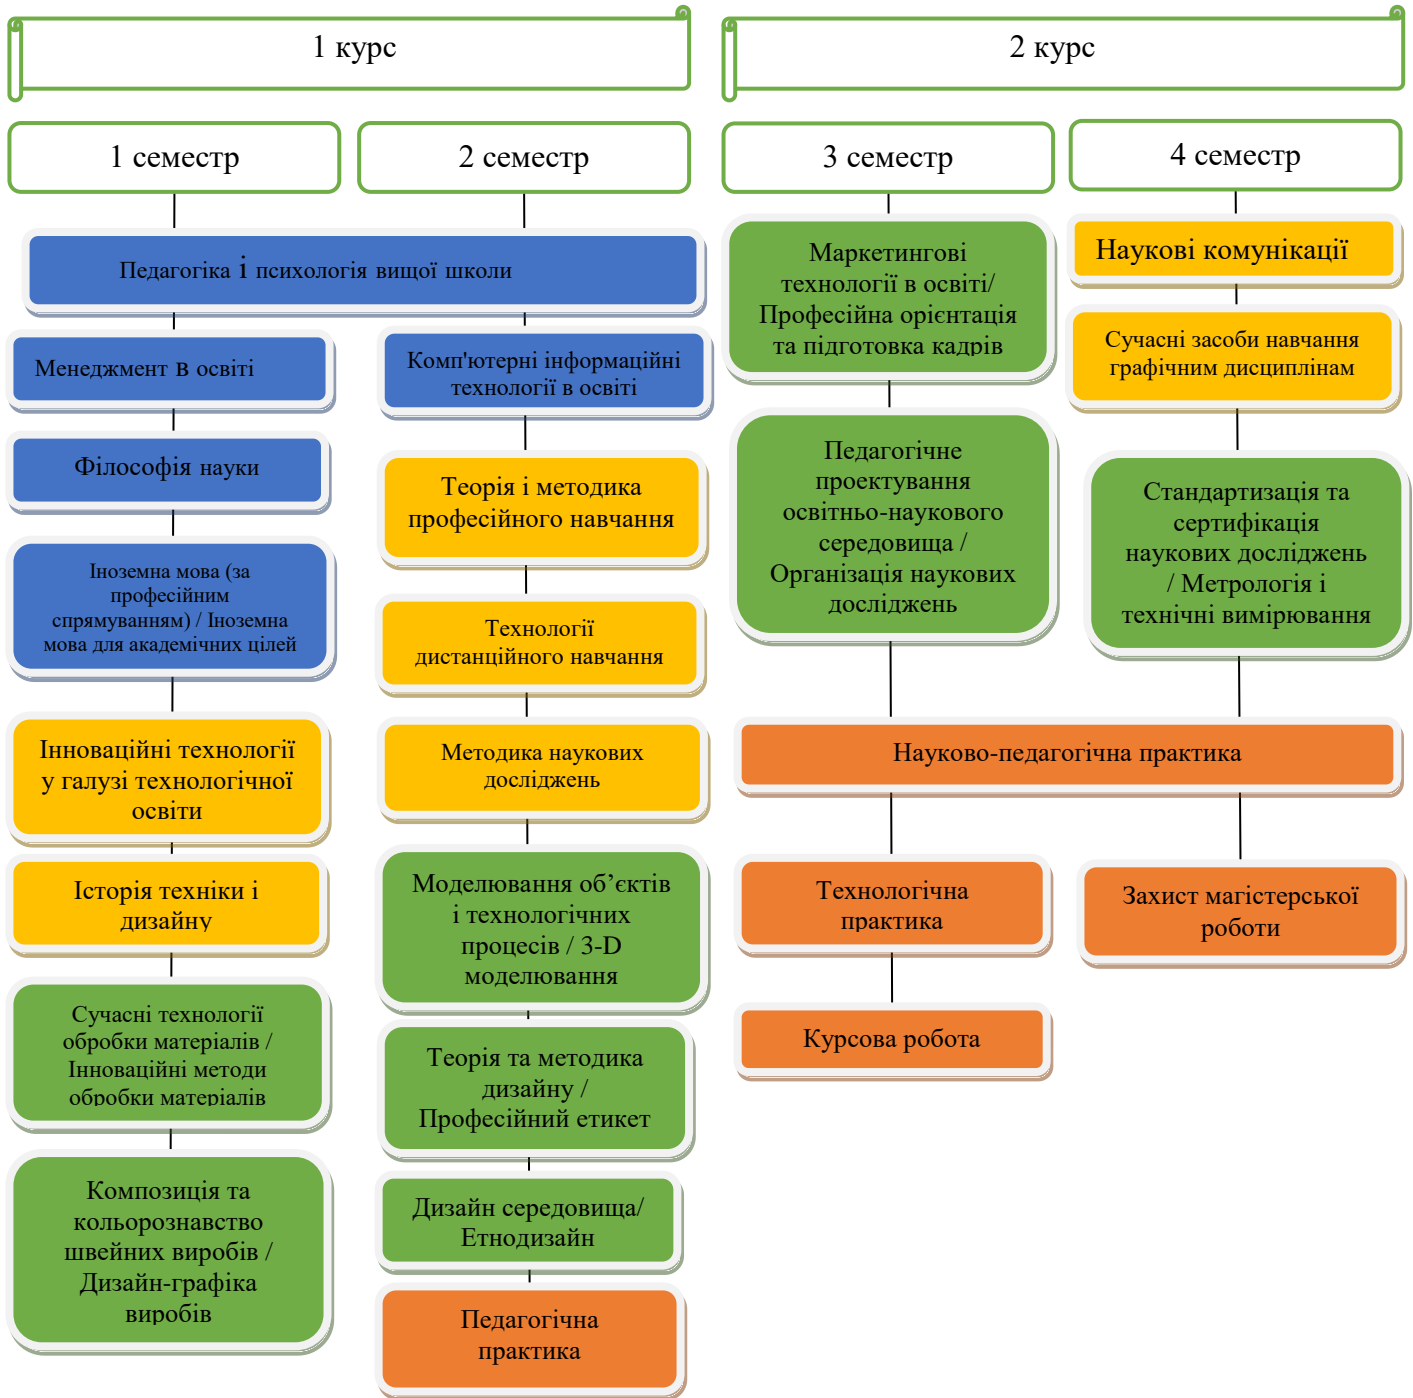 1 курс
2 курс
1 семестр
2 семестр
3 семестр
4 семестр
Педагогіка і психологія вищої школи
Менеджмент в освіті
Філософія науки
Іноземна мова (за
професійним
спрямуванням) / Іноземна
мова для академічних цілей
Інноваційні технології
у галузі технологічної
освіти
Історія техніки і
дизайну
Сучасні технології
обробки матеріалів /
Інноваційні методи
обробки матеріалів
Композиція та
кольорознавство
швейних виробів /
Дизайн-графіка
виробів
Комп'ютерні інформаційні
технології в освіті
Теорія і методика
професійного навчання
Технології
дистанційного навчання
Методика наукових
досліджень
Моделювання об’єктів
і технологічних
процесів / 3-D
моделювання
Теорія та методика
дизайну /
Професійний етикет
Дизайн середовища/
Етнодизайн
Педагогічна
практика
Маркетингові
технології в освіті/
Професійна орієнтація
та підготовка кадрів
Педагогічне
проектування
освітньо-наукового
середовища /
Організація наукових
досліджень
Наукові комунікації
Сучасні засоби навчання
графічним дисциплінам
Стандартизація та
сертифікація
наукових досліджень
/ Метрологія і
технічні вимірювання
Науково-педагогічна практика
Технологічна
практика
Курсова робота
Захист магістерської
роботи